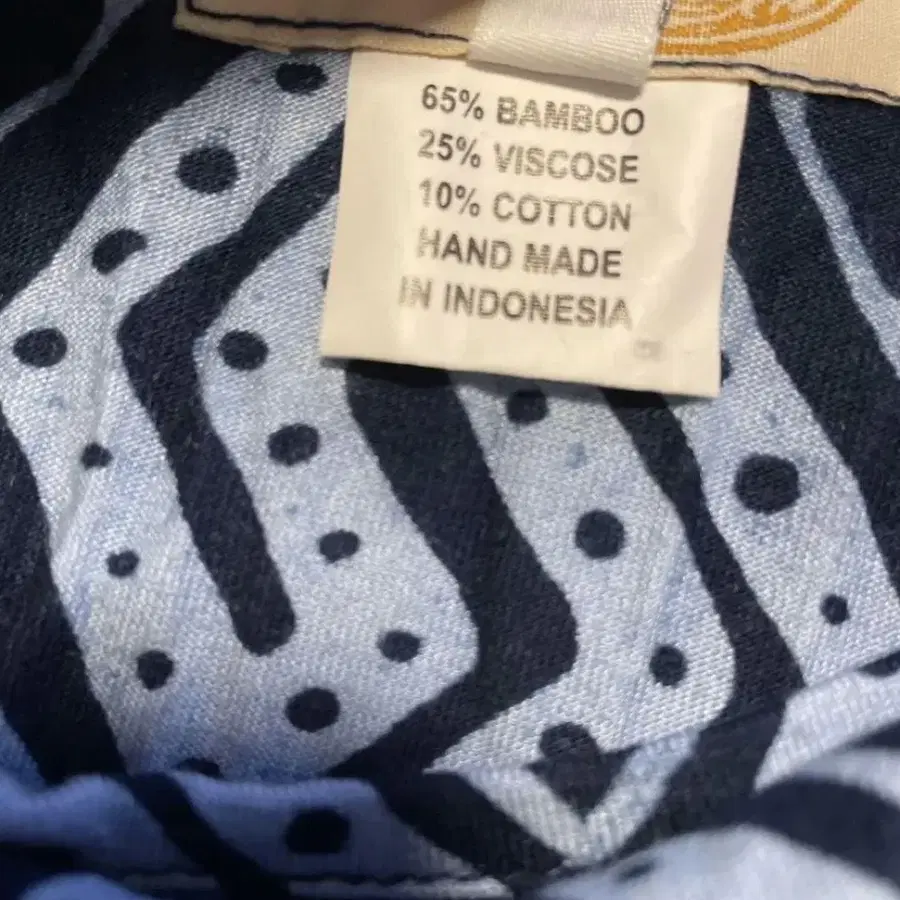 65% BAMBOO
25% VISCOSE
10% COTTON
HAND MADE
IN INDONESIA